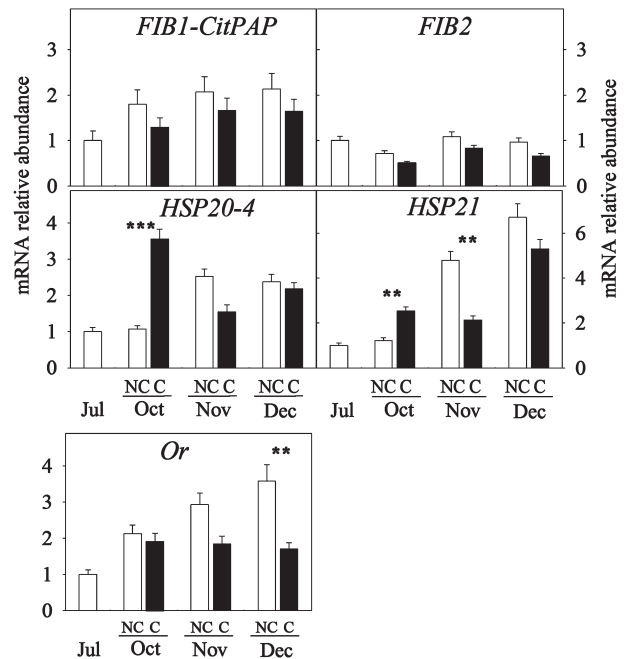 FIB1-CitPAP
FIB2
mRNA relative abundance
3
2
1
0
3
2
1
0
mRNA relative abundance
HSP20-4
HSP21
5
4
3
2
1
0
***
**
**
6
4
2
0
NC C NC C NC C
Jul Oct Nov Dec
NC C NC C NC C
Jul Oct Nov Dec
Or
4
3
2
1
0
**
NC C NC C NC C
Jul Oct Nov Dec